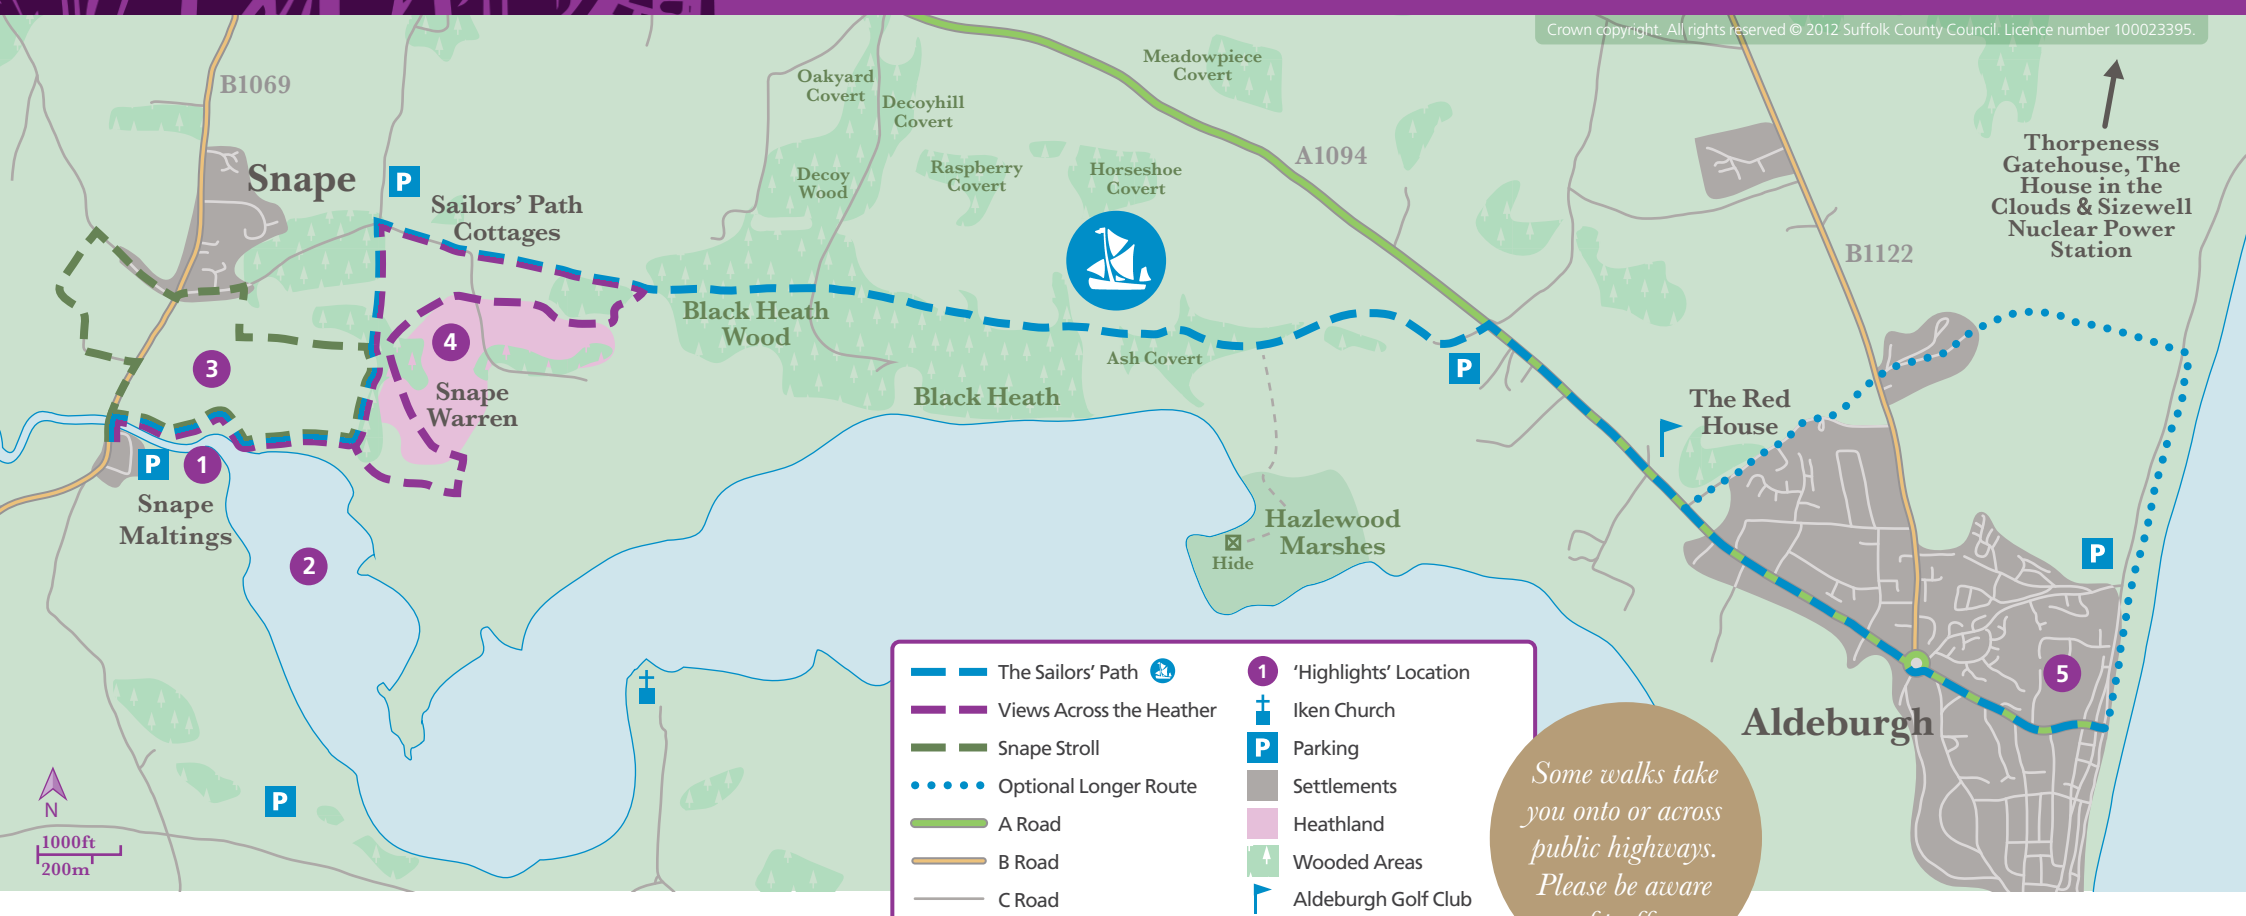 Crown copyright. All rights reserved © 2012 Suffolk County Council. Licence number 100023395.
B1069
Oakyard
Covert
Decoyhill
Covert
Meadowpiece
Covert
Thorpeness
Gatehouse, The
House in the
Clouds & Sizewell
Nuclear Power
Station
A1094
Snape
P
Sailors' Path
Cottages
Decoy
Wood
Raspberry
Covert
Horseshoe
Covert
B1122
Black Heath
Wood
Ash Covert
Black Heath
P
3
4
Snape
Warren
The Red
House
P
1
Snape
Maltings
2
Hazlewood
Marshes
Hide
P
5
Aldeburgh
P
N
1000ft
200m
The Sailors' Path
Views Across the Heather
Snape Stroll
Optional Longer Route
A Road
B Road
C Road
1
'Highlights' Location
Iken Church
P
Parking
Settlements
Heathland
Wooded Areas
Aldeburgh Golf Club
Some walks take
you onto or across
public highways.
Please be aware